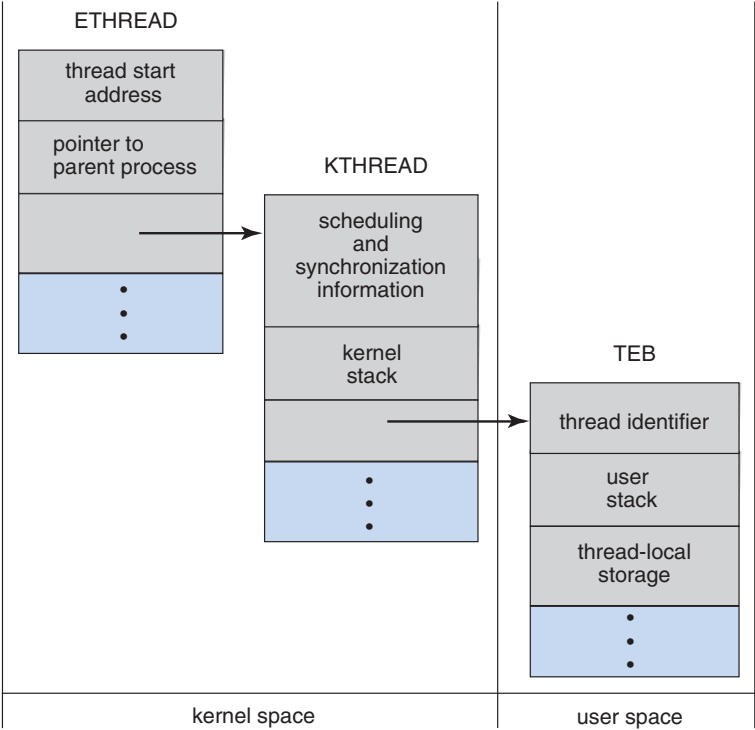 ETHREAD
thread start
address
pointer to
parent process
KTHREAD
scheduling
and
synchronization
information
kernel
stack
TEB
thread identifier
user
stack
thread-local
storage
kernel space
user space